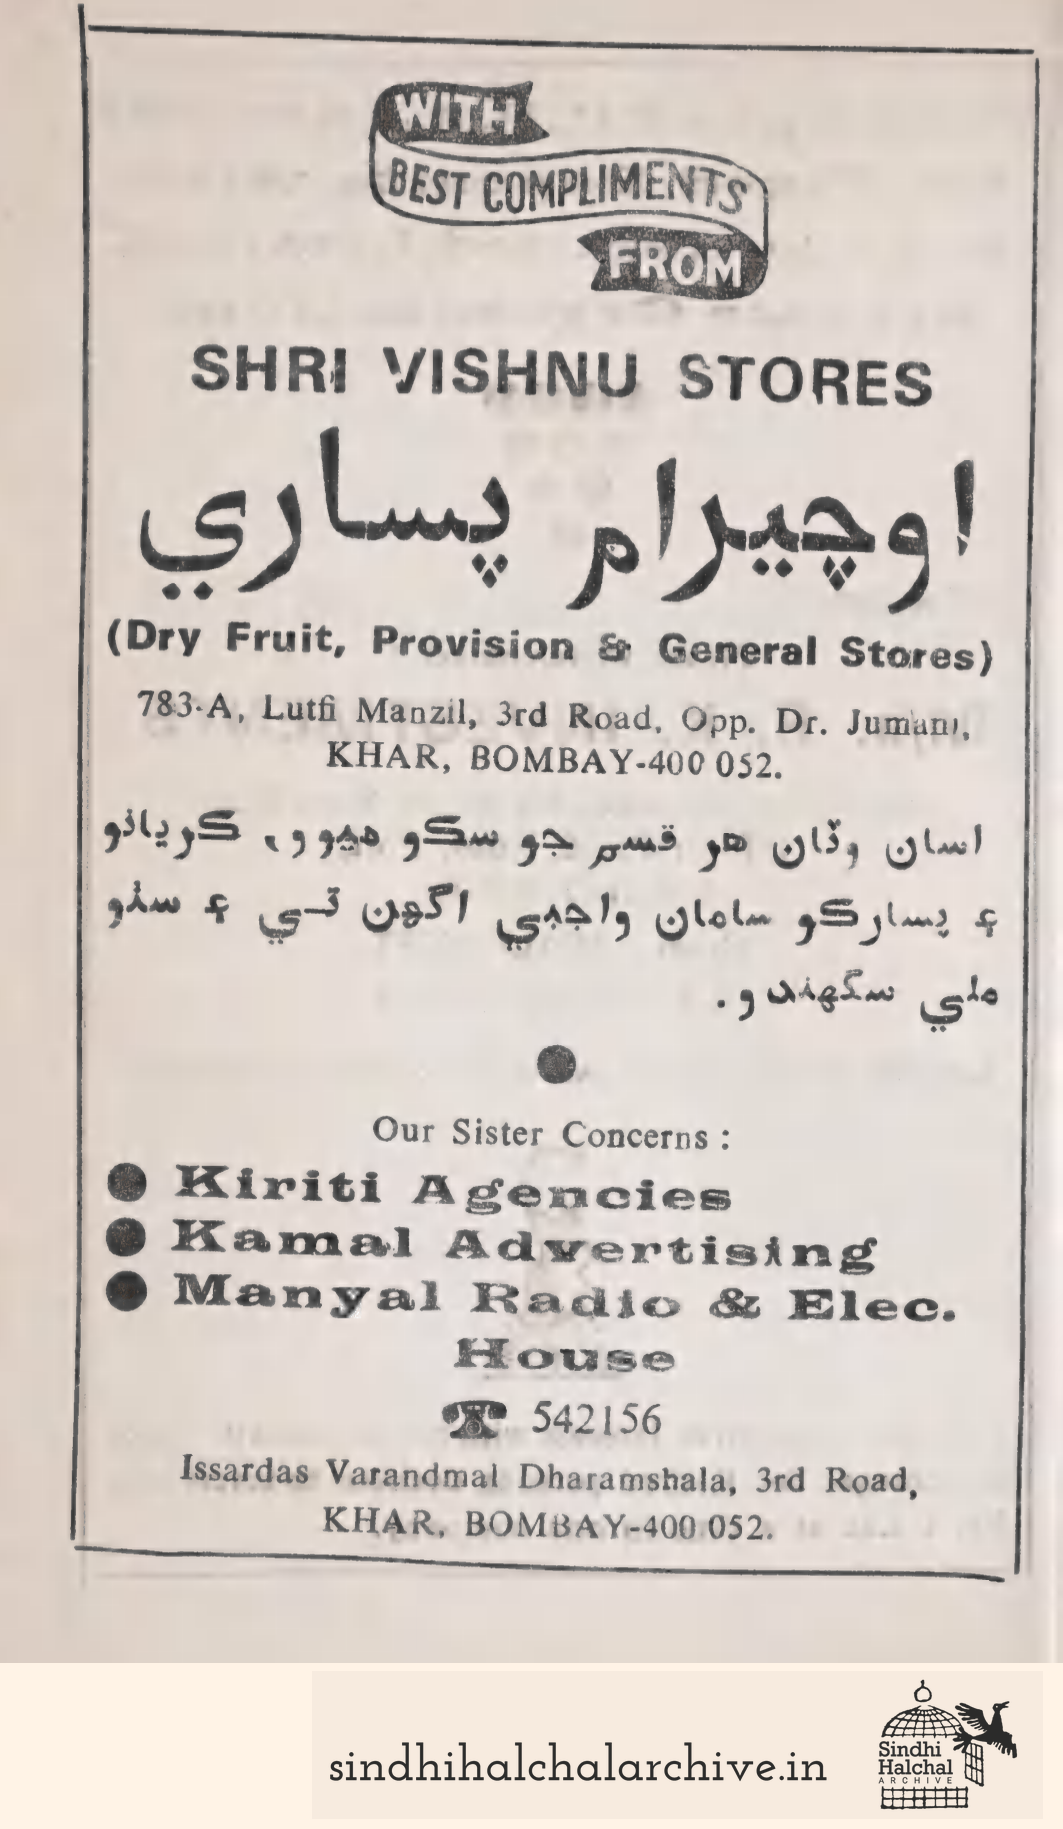 WITH
BEST COMPLIMENTS
FROM
SHRI VISHNU STORES
اوچيرام پساري
(Dry Fruit, Provision & General Stores)
783-A, Lutfi Manzil, 3rd Road, Opp. Dr. Jumani,
KHAR, BOMBAY-400 052.
اسان وٽان هر قسم جو سڪو ميوو، ڪريانو
۽ پسارڪو سامان واجبي اگهن تي ۽ سٺو
ملي سگهندو.
Our Sister Concerns :
● Kiriti Agencies
● Kamal Advertising
● Manyal Radio & Elec.
House
☎ 542156
Issardas Varandmal Dharamshala, 3rd Road,
KHAR, BOMBAY-400.052.
sindhihalchalarchive.in
Sindhi
Halchal
ARCHIVE